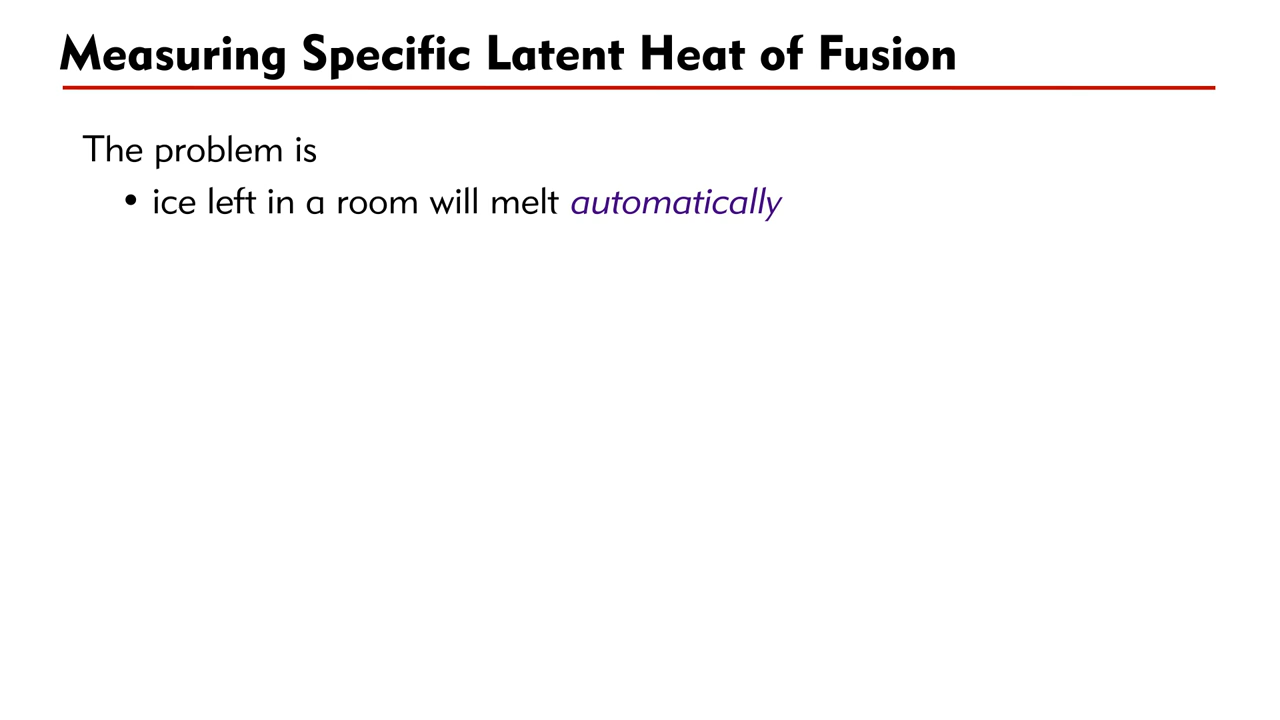 Measuring Specific Latent Heat of Fusion
The problem is
• ice left in a room will melt automatically